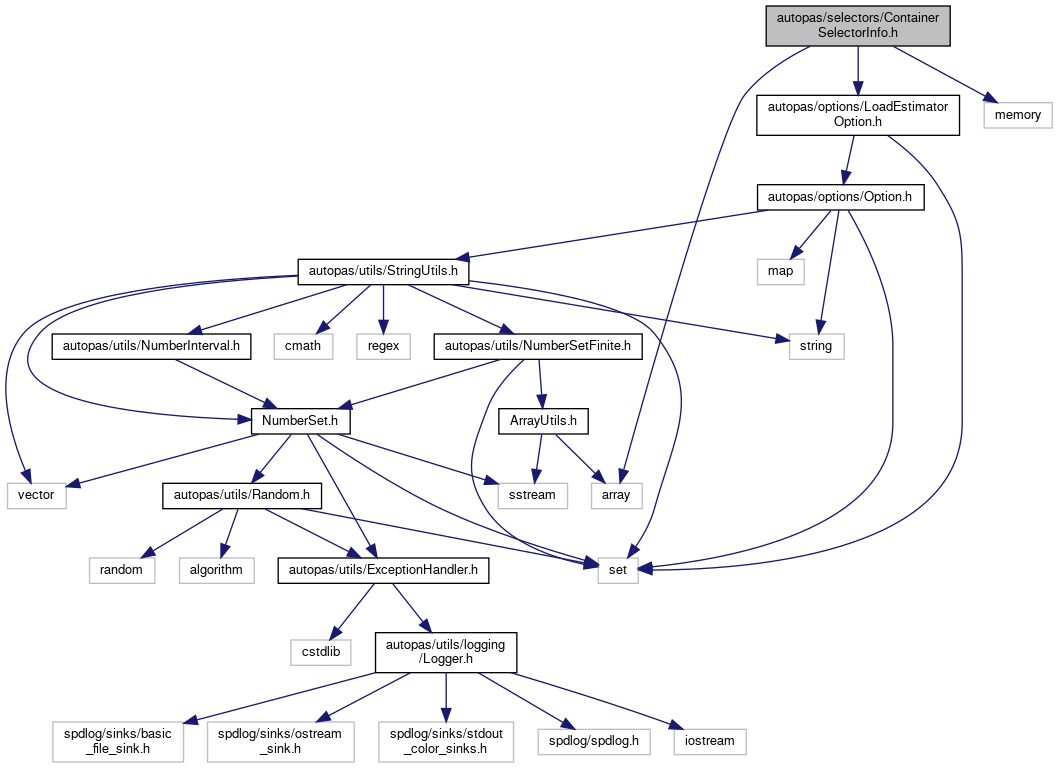 autopas/selectors/Container
SelectorInfo.h
autopas/options/LoadEstimator
Option.h
memory
autopas/options/Option.h
autopas/utils/StringUtils.h
map
autopas/utils/NumberInterval.h
cmath
regex
autopas/utils/NumberSetFinite.h
string
NumberSet.h
ArrayUtils.h
vector
autopas/utils/Random.h
sstream
array
random
algorithm
autopas/utils/ExceptionHandler.h
set
cstdlib
autopas/utils/logging
/Logger.h
spdlog/sinks/basic
_file_sink.h
spdlog/sinks/ostream
_sink.h
spdlog/sinks/stdout
_color_sinks.h
spdlog/spdlog.h
iostream